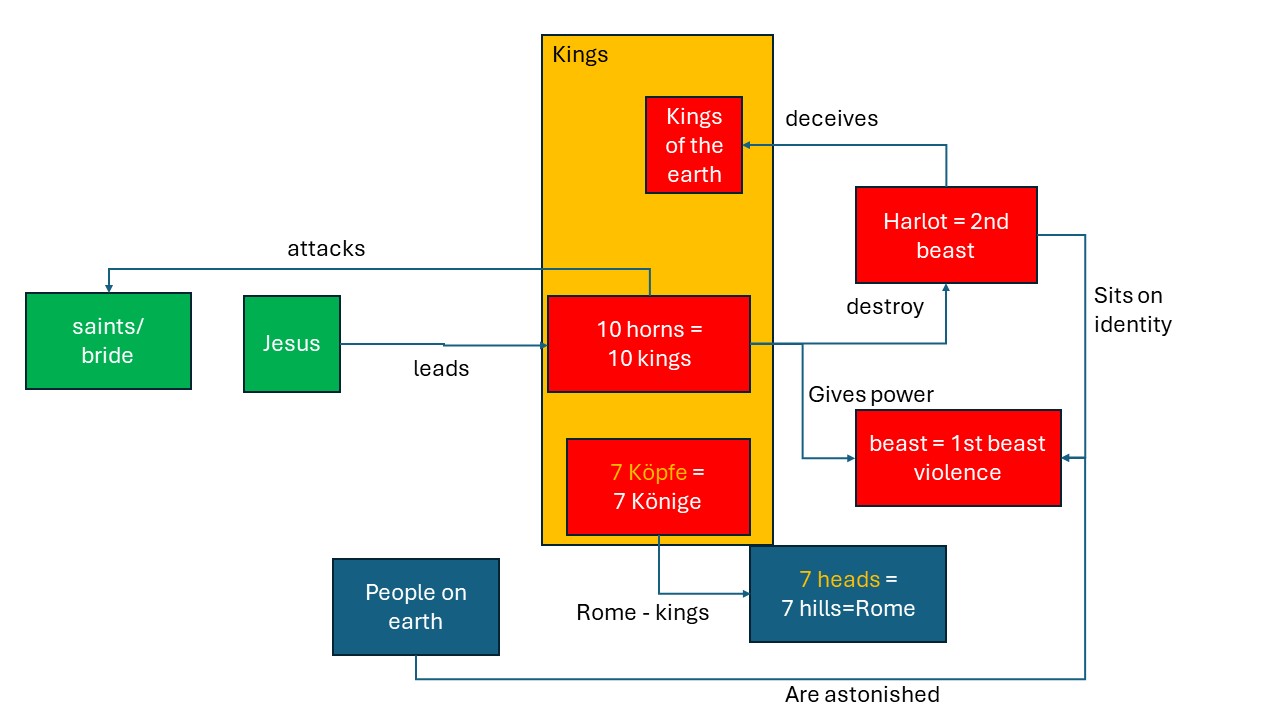 Kings
Kings
of the
earth
deceives
Harlot = 2nd
beast
attacks
Sits on
identity
saints/
bride
Jesus
leads
10 horns =
10 kings
destroy
Gives power
beast = 1st beast
violence
7 Köpfe =
7 Könige
People on
earth
Rome - kings
7 heads =
7 hills=Rome
Are astonished